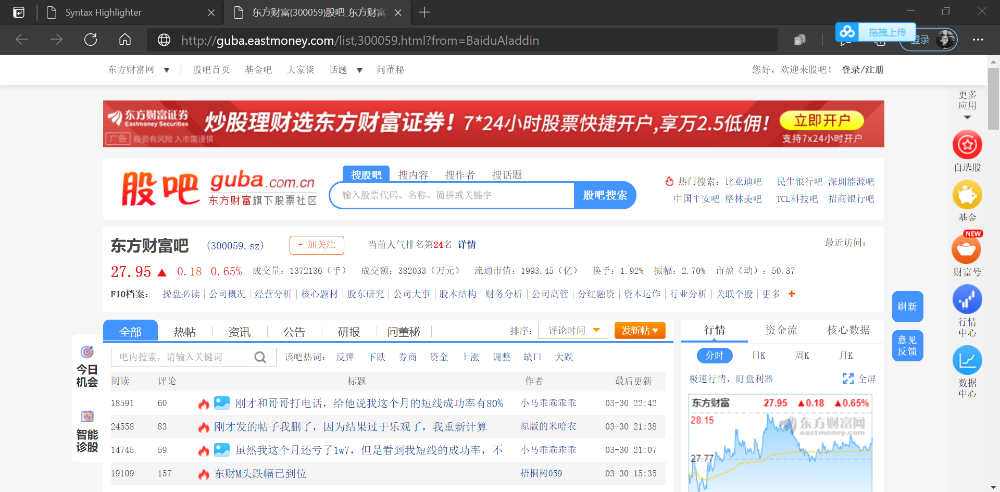 Syntax Highlighter
东方财富(300059)股吧_东方财富
http://guba.eastmoney.com/list,300059.html?from=BaiduAladdin
拖拽上传
登录
东方财富网 ▼ | 股吧首页 基金吧 大家谈 话题 ▼ 问董秘
您好，欢迎来股吧！ 登录/注册
东方财富证券
Eastmoney Securities
广告 投资有风险 入市需谨慎
炒股理财选东方财富证券！7*24小时股票快捷开户,享万2.5低佣！
立即开户
支持7x24小时开户
股吧 guba.com.cn
东方财富旗下股票社区
搜股吧 搜内容 搜作者 搜话题
输入股票代码、名称、简拼或关键字 股吧搜索
热门搜索：比亚迪吧 民生银行吧 深圳能源吧
中国平安吧 格林美吧 TCL科技吧 招商银行吧
东方财富吧 (300059.sz) + 加关注 当前人气排名第24名 详情 最近访问：
27.95 ▲ 0.18 0.65% 成交量：1372136（手） 成交额：382033（万元） 流通市值：1993.45（亿） 换手：1.92% 振幅：2.70% 市盈（动）：50.37
F10档案： 操盘必读 | 公司概况 | 经营分析 | 核心题材 | 股东研究 | 公司大事 | 股本结构 | 财务分析 | 公司高管 | 分红融资 | 资本运作 | 行业分析 | 关联个股 | 更多 +
全部 热帖 资讯 公告 研报 问董秘 排序： 评论时间 发新帖▼
吧内搜索，请输入关键词 该吧热词： 反弹 下跌 券商 资金 上涨 调整 缺口 大跌
阅读 评论 标题 作者 最后更新
18591 60 刚才和哥哥打电话，给他说我这个月的短线成功率有80% 小马乖乖乖乖 03-30 22:42
24558 83 刚才发的帖子我删了，因为结果过于乐观了，我重新计算 原版的米哈衣 03-30 21:38
14745 59 虽然我这个月还亏了1w7，但是看到我短线的成功率，不 小马乖乖乖乖 03-30 21:07
19109 157 东财M头跌幅已到位 梧桐树059 03-30 15:35
行情 资金流 核心数据
分时 日K 周K 月K
极速行情，盯盘利器 全屏
东方财富 27.95 ▲0.18 ▲0.65%
28.15
东方财富网
eastmoney.com
27.77
今日
机会
智能
诊股
刷新
意见
反馈
更多
应用
自选股
基金
NEW
财富号
行情
中心
数据
中心